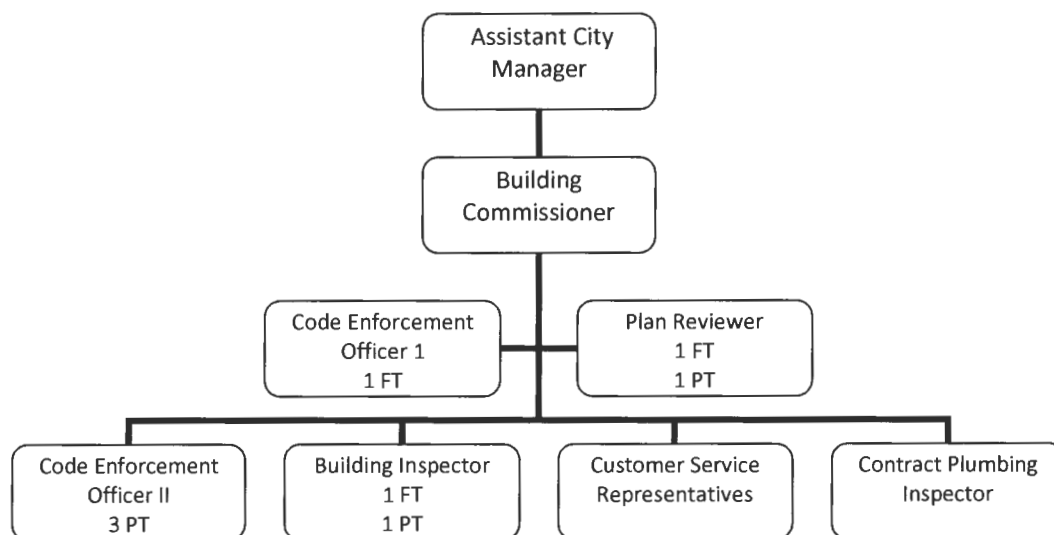 Assistant City
Manager
Building
Commissioner
Code Enforcement
Officer 1
1 FT
Plan Reviewer
1 FT
1 PT
Code Enforcement
Officer II
3 PT
Building Inspector
1 FT
1 PT
Customer Service
Representatives
Contract Plumbing
Inspector